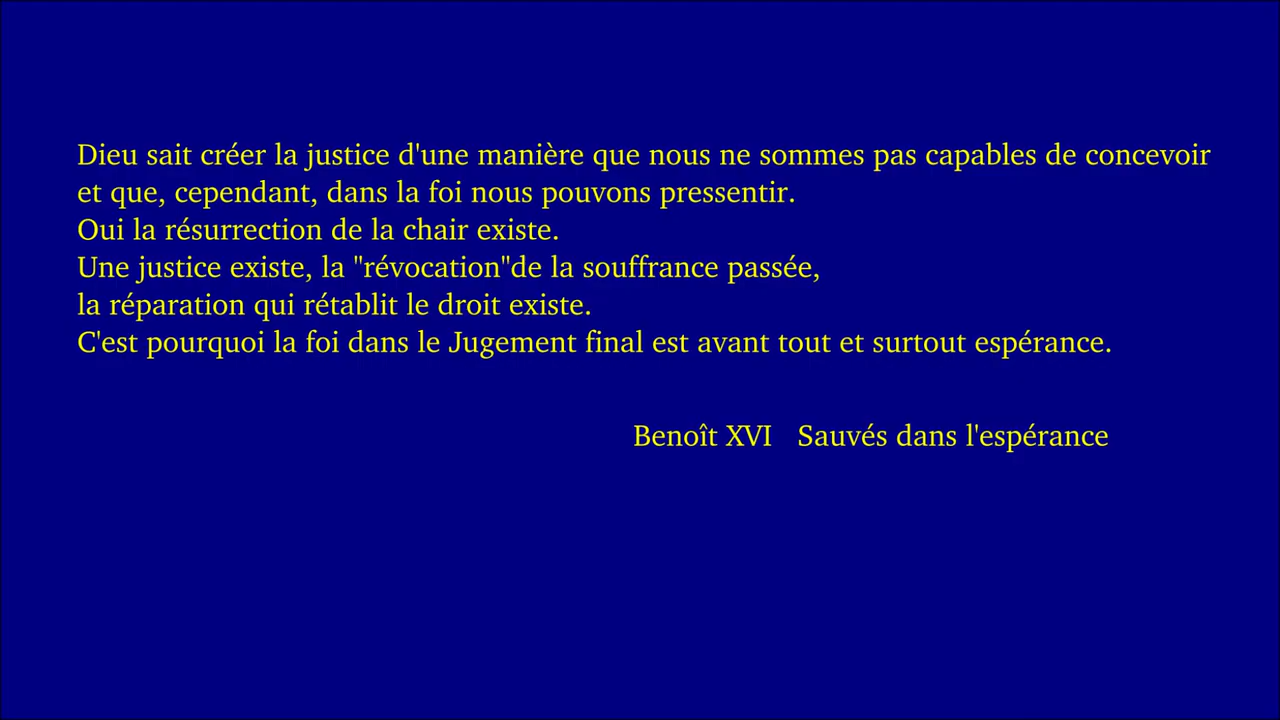 Dieu sait créer la justice d'une manière que nous ne sommes pas capables de concevoir
et que, cependant, dans la foi nous pouvons pressentir.
Oui la résurrection de la chair existe.
Une justice existe, la "révocation"de la souffrance passée,
la réparation qui rétablit le droit existe.
C'est pourquoi la foi dans le Jugement final est avant tout et surtout espérance.
Benoît XVI Sauvés dans l'espérance